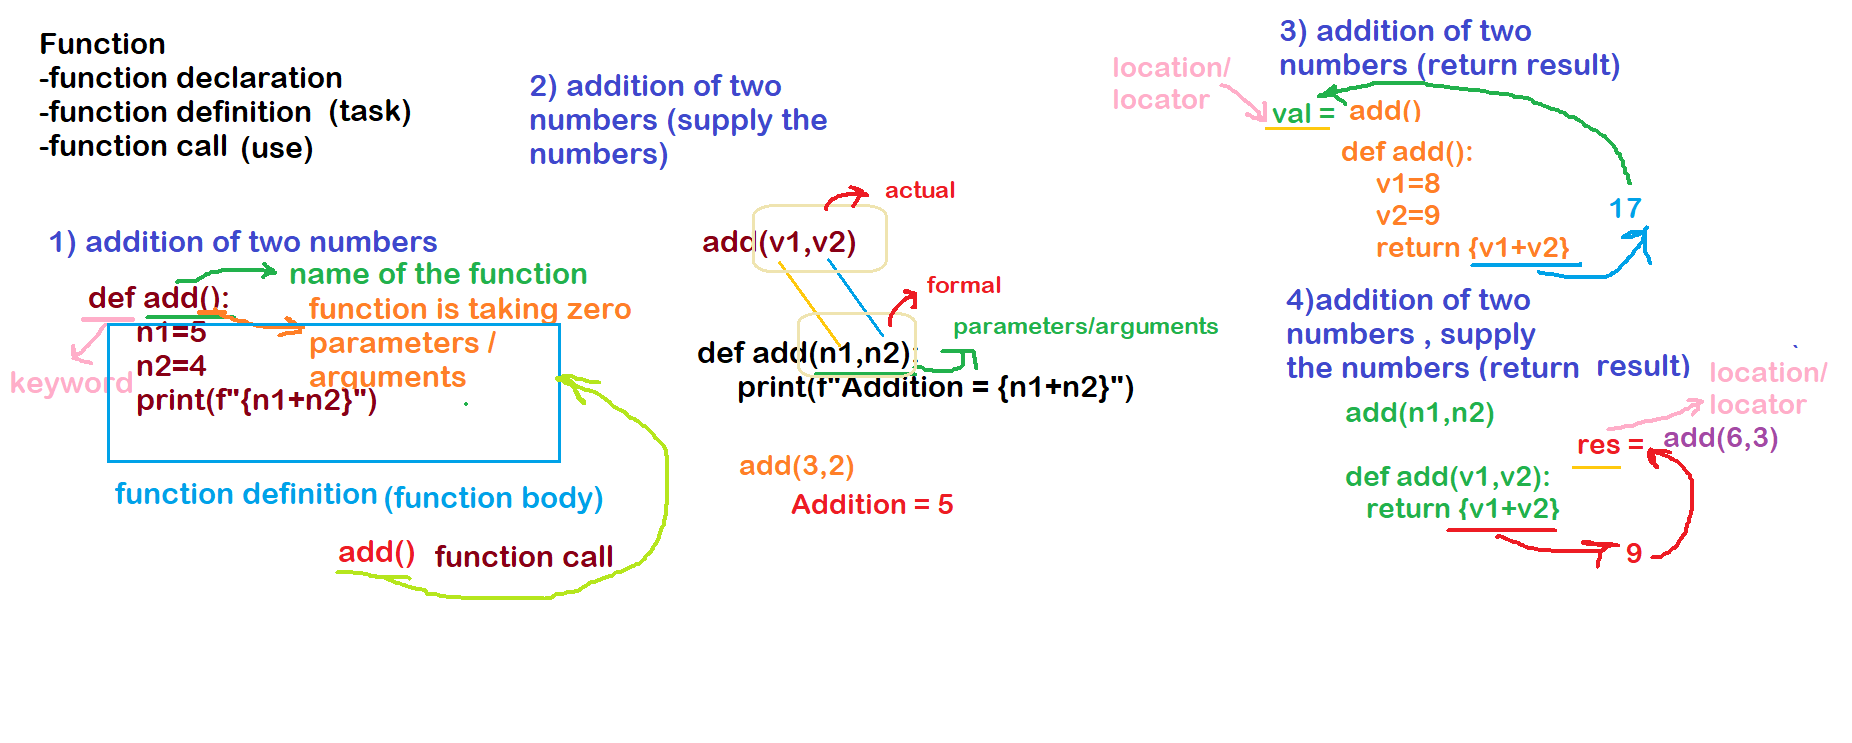 Function
-function declaration
-function definition (task)
-function call (use)
1) addition of two numbers
name of the function
def add():
function is taking zero
parameters /
arguments
n1=5
n2=4
print(f"{n1+n2}")
keyword
function definition (function body)
add() function call
2) addition of two
numbers (supply the
numbers)
actual
add(v1,v2)
formal
parameters/arguments
def add(n1,n2):
print(f"Addition = {n1+n2}")
add(3,2)
Addition = 5
3) addition of two
numbers (return result)
location/
locator
val = add()
def add():
v1=8
v2=9
return {v1+v2}
17
4)addition of two
numbers , supply
the numbers (return result)
location/
locator
add(n1,n2)
res = add(6,3)
def add(v1,v2):
return {v1+v2}
9